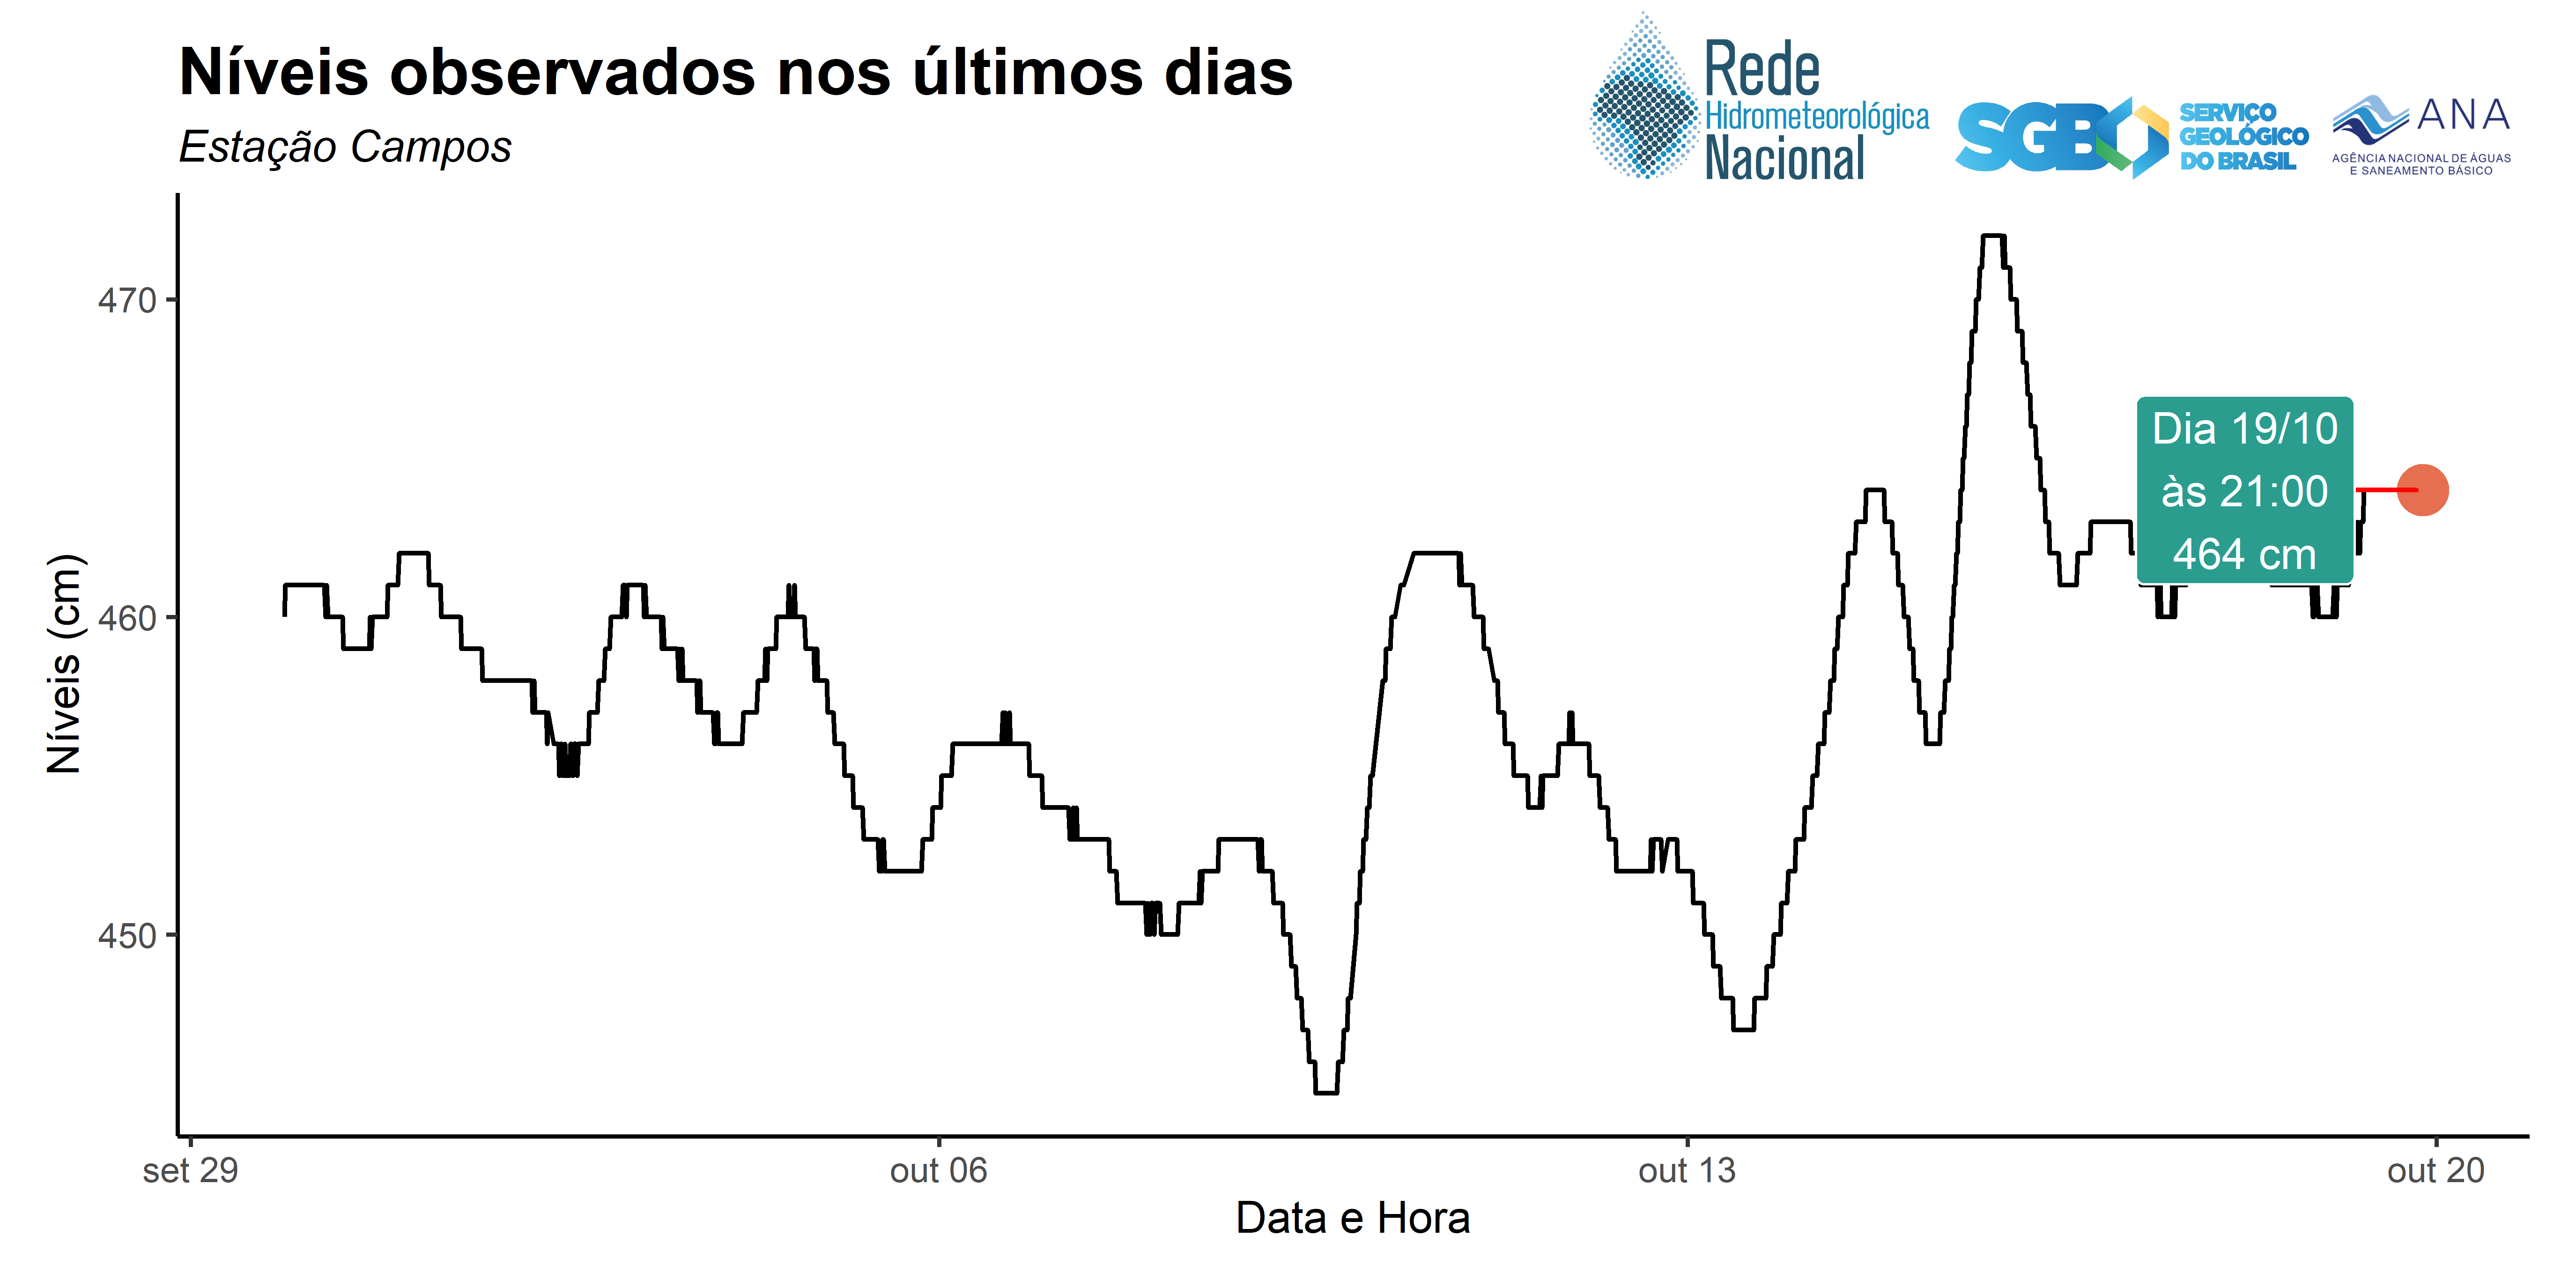 Níveis observados nos últimos dias
Estação Campos
Rede
Hidrometeorológica
Nacional
SGB
SERVIÇO
GEOLÓGICO
DO BRASIL
ANA
AGÊNCIA NACIONAL DE ÁGUAS
E SANEAMENTO BÁSICO
470
460
450
Níveis (cm)
Dia 19/10
às 21:00
464 cm
set 29
out 06
out 13
out 20
Data e Hora